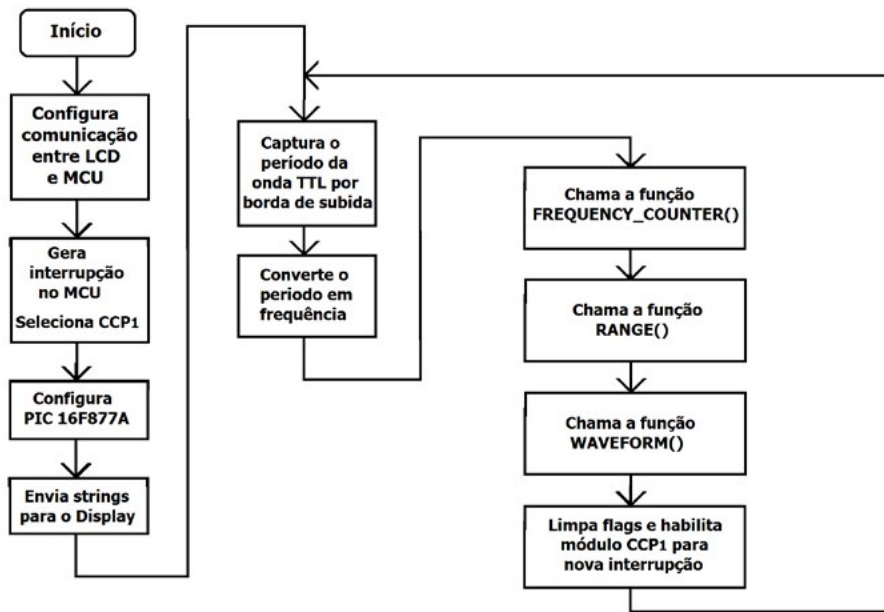 Início
Configura
comunicação
entre LCD
e MCU
Gera
interrupção
no MCU
Seleciona CCP1
Configura
PIC 16F877A
Envia strings
para o Display
Captura o
período da
onda TTL por
borda de subida
Converte o
periodo em
frequência
Chama a função
FREQUENCY_COUNTER()
Chama a função
RANGE()
Chama a função
WAVEFORM()
Limpa flags e habilita
módulo CCP1 para
nova interrupção